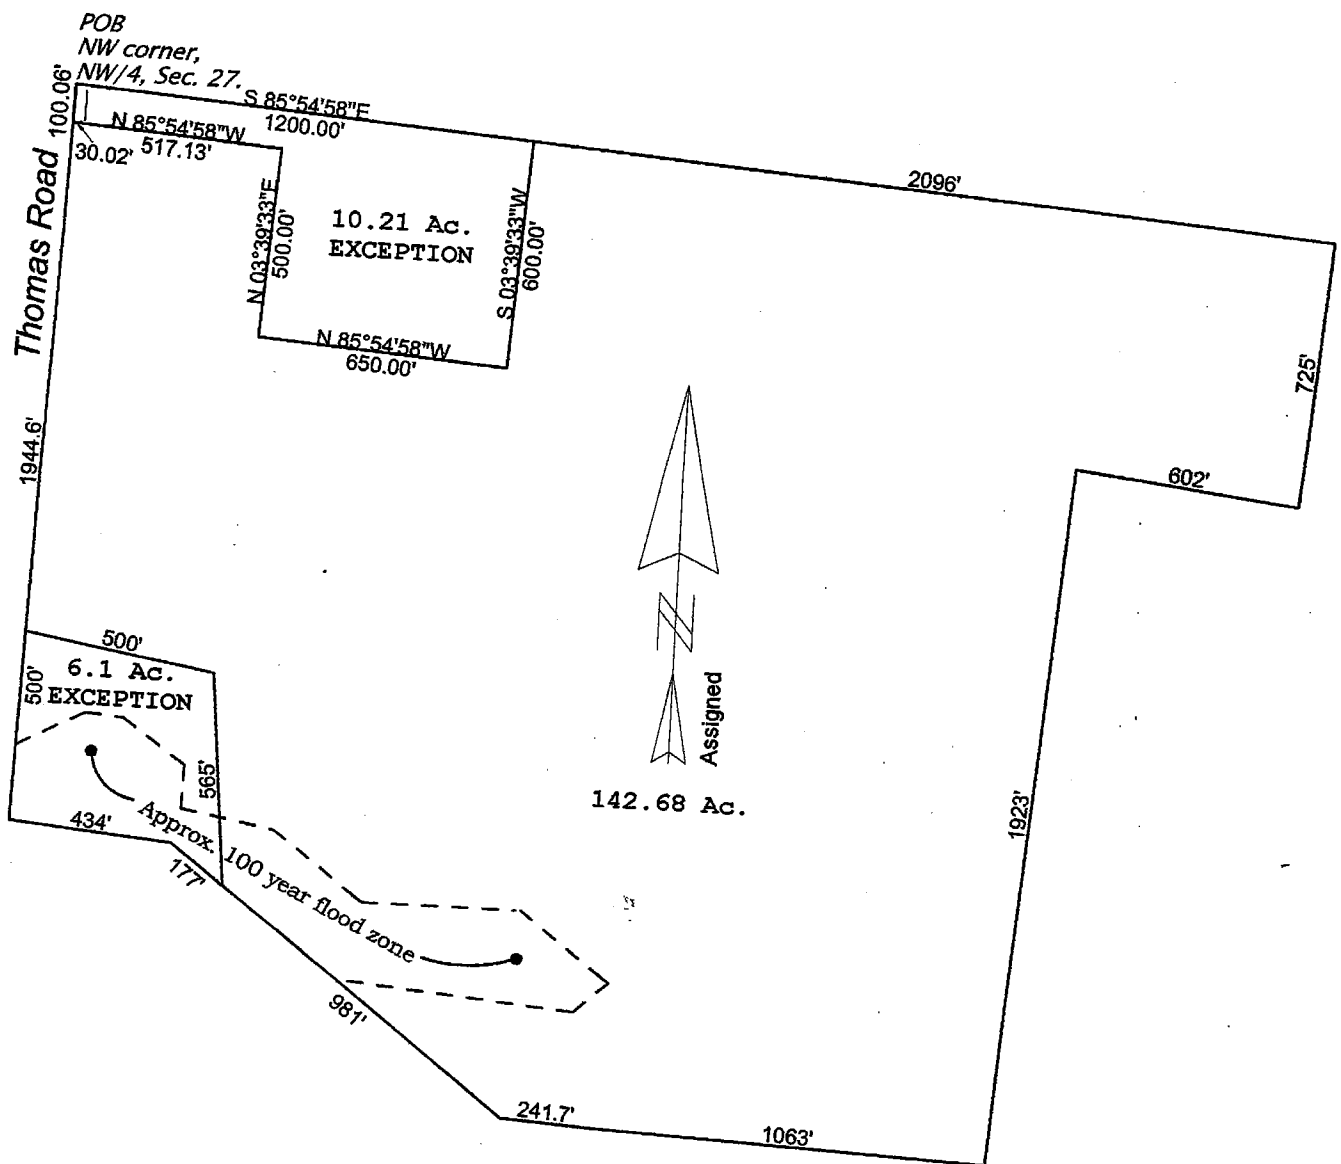 POB
NW corner,
NW/4, Sec. 27.
100.06'
S 85°54'58"E
1200.00'
N 85°54'58"W
517.13'
30.02'
2096'
Thomas Road
N 03°39'33"E
500.00'
10.21 Ac.
EXCEPTION
S 03°39'33"W
600.00'
N 85°54'58"W
650.00'
725'
1944.6'
602'
N
Assigned
500'
6.1 Ac.
EXCEPTION
500'
565'
142.68 Ac.
1923'
434'
177'
Approx. 100 year flood zone
981'
241.7'
1063'